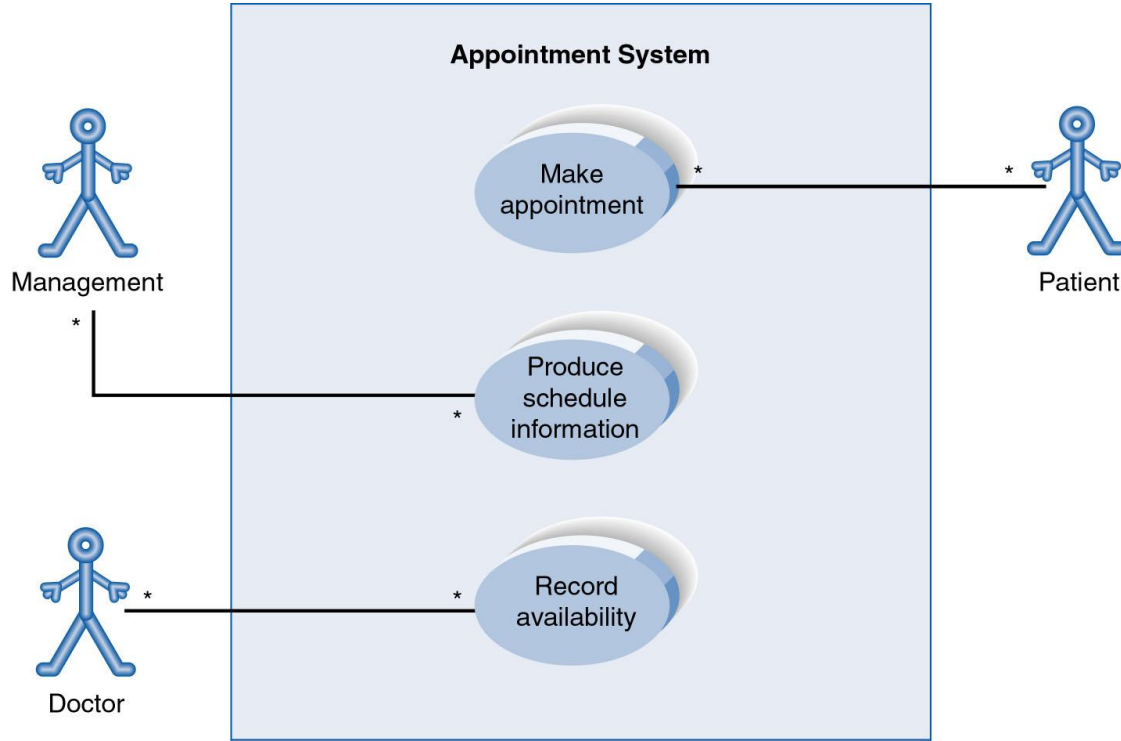 Appointment System
Make
appointment
*
*
Management
Patient
*
Produce
schedule
information
*
Record
availability
*
*
Doctor